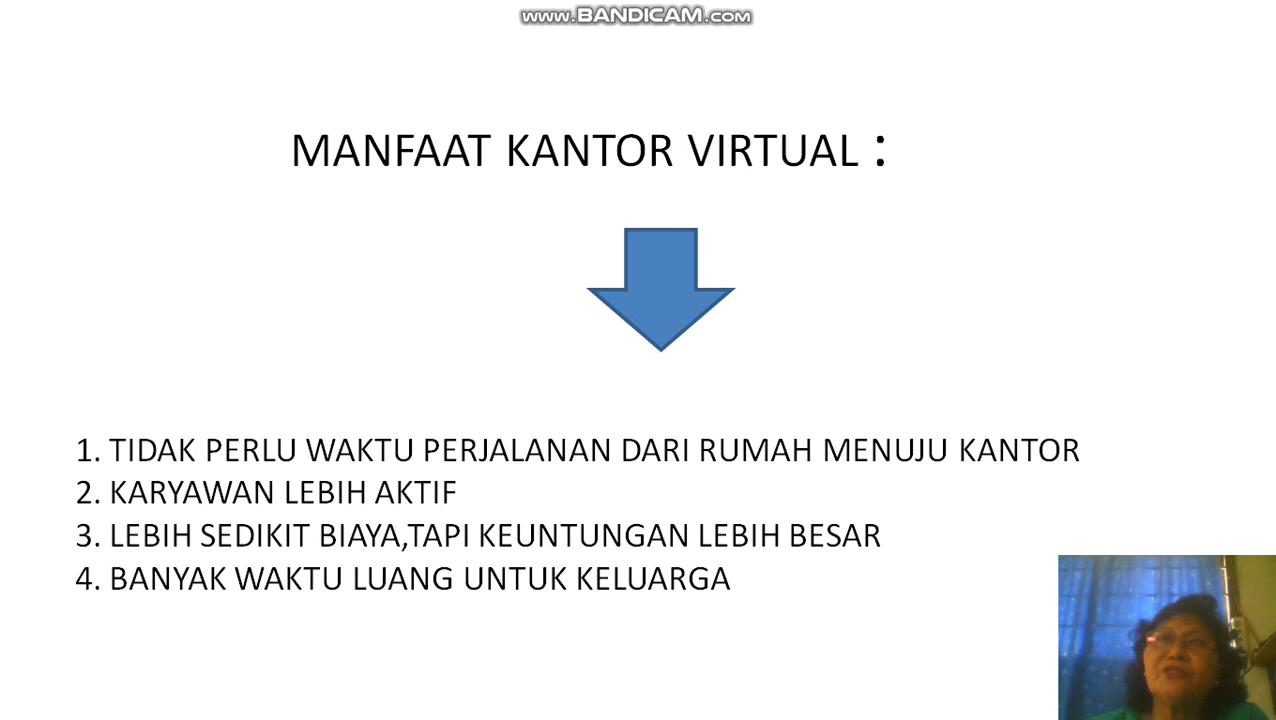 WWW.BANDICAM.COM
MANFAAT KANTOR VIRTUAL :
1. TIDAK PERLU WAKTU PERJALANAN DARI RUMAH MENUJU KANTOR
2. KARYAWAN LEBIH AKTIF
3. LEBIH SEDIKIT BIAYA,TAPI KEUNTUNGAN LEBIH BESAR
4. BANYAK WAKTU LUANG UNTUK KELUARGA